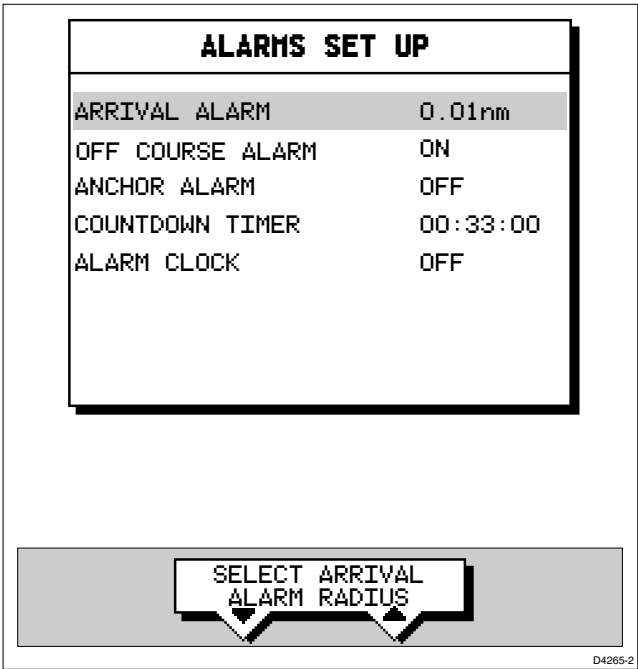 ALARMS SET UP
ARRIVAL ALARM 0.01nm
OFF COURSE ALARM ON
ANCHOR ALARM OFF
COUNTDOWN TIMER 00:33:00
ALARM CLOCK OFF
SELECT ARRIVAL
ALARM RADIUS
D4265-2